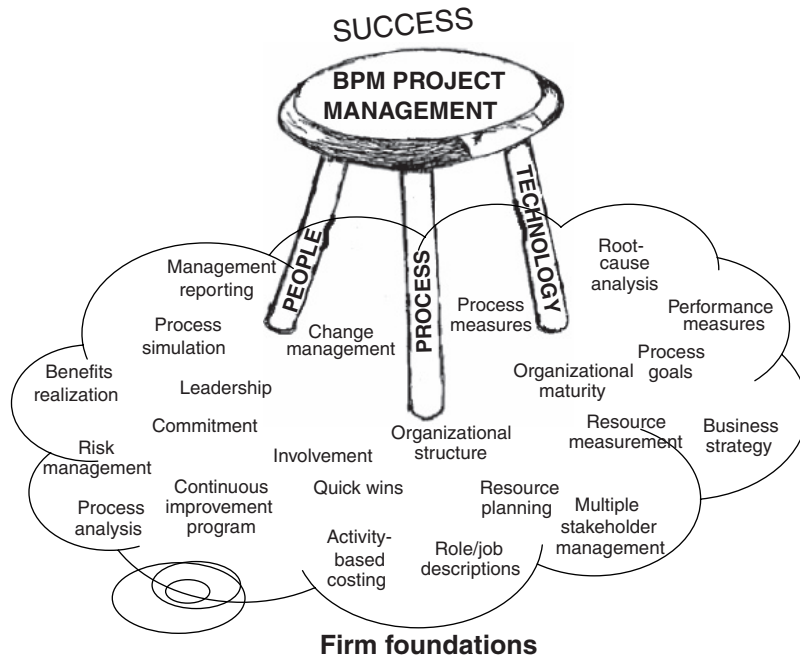 SUCCESS
BPM PROJECT
MANAGEMENT
PEOPLE
PROCESS
TECHNOLOGY
Management
reporting
Root-
cause
analysis
Process
simulation
Change
management
Process
measures
Performance
measures
Benefits
realization
Leadership
Organizational
maturity
Process
goals
Commitment
Organizational
structure
Resource
measurement
Business
strategy
Risk
management
Involvement
Process
analysis
Continuous
improvement
program
Quick wins
Resource
planning
Multiple
stakeholder
management
Activity-
based
costing
Role/job
descriptions
Firm foundations